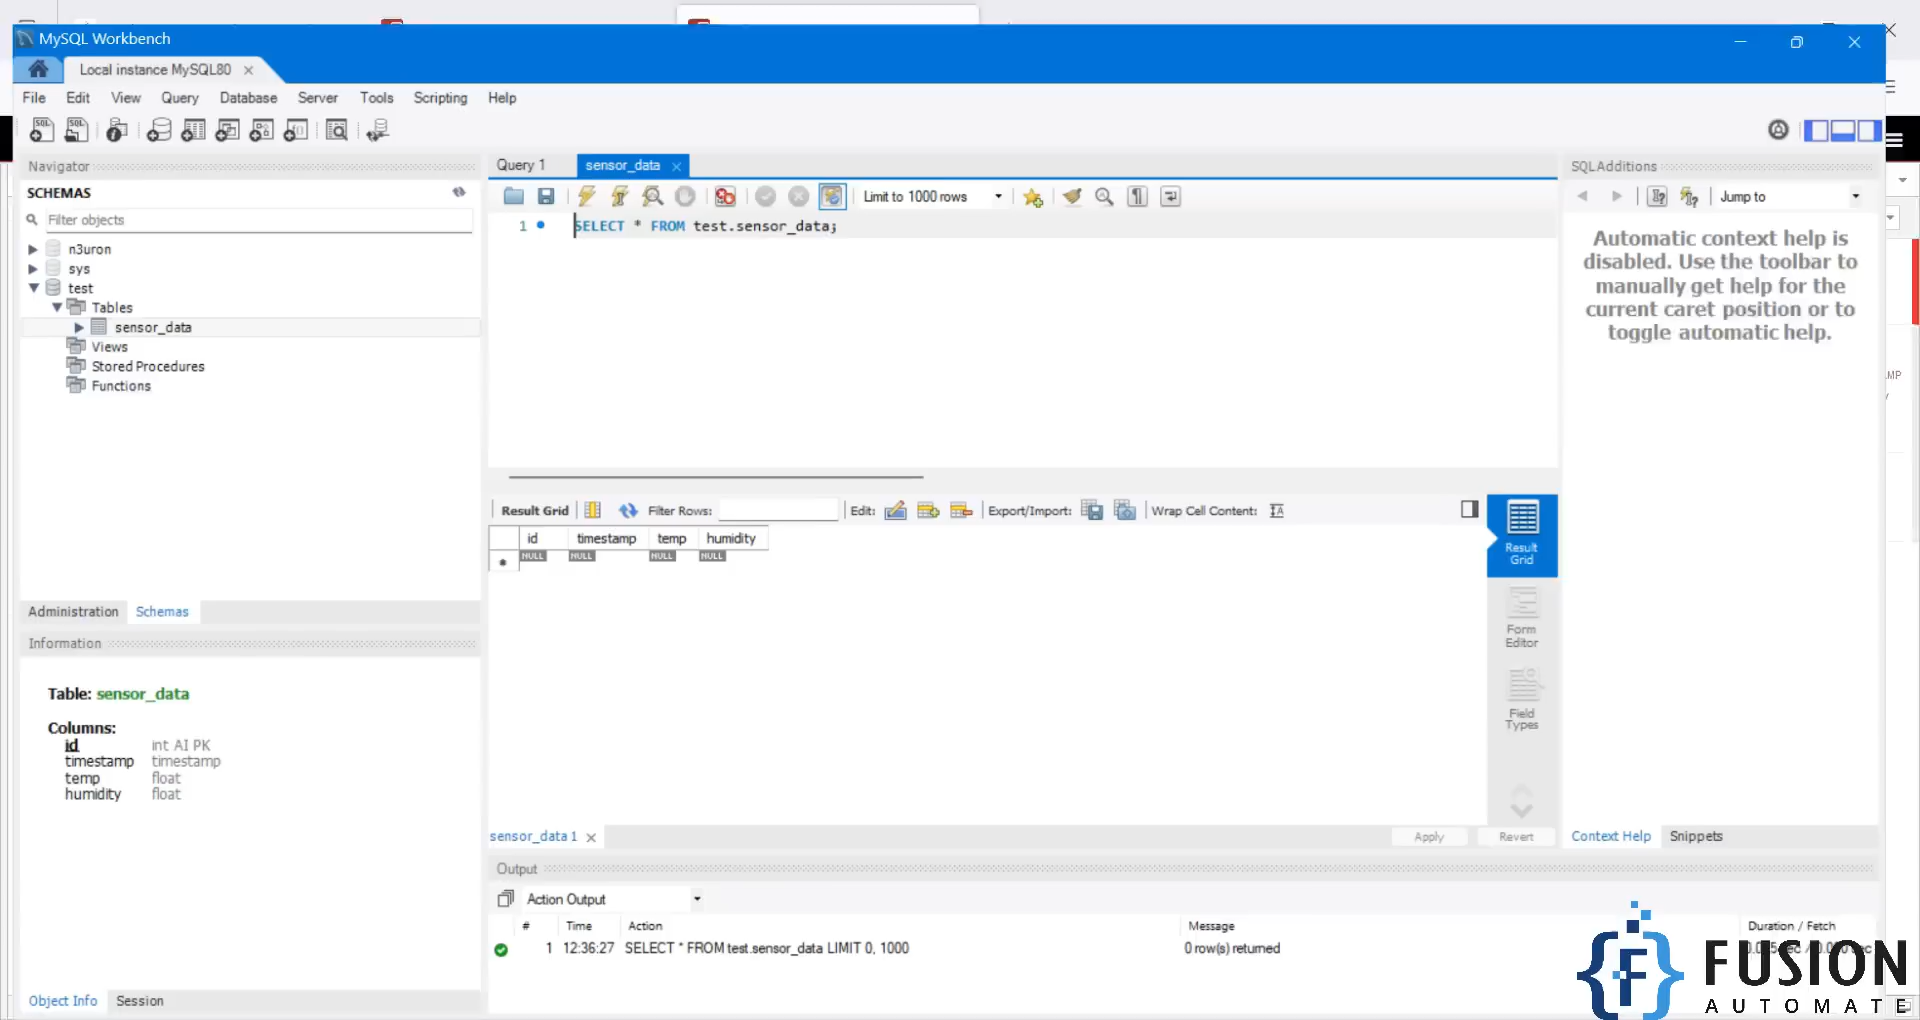 MySQL Workbench
Local instance MySQL80
File Edit View Query Database Server Tools Scripting Help
Navigator
SCHEMAS
Filter objects
n3uron
sys
test
Tables
sensor_data
Views
Stored Procedures
Functions
Administration Schemas
Information
Table: sensor_data
Columns:
id int AI PK
timestamp timestamp
temp float
humidity float
Object Info Session
Query 1 sensor_data
Limit to 1000 rows
1 SELECT * FROM test.sensor_data;
Result Grid Filter Rows: Edit: Export/Import: Wrap Cell Content:
id timestamp temp humidity
NULL NULL NULL NULL
Result
Grid
Form
Editor
Field
Types
sensor_data 1 Apply Revert
Output
Action Output
# Time Action Message Duration / Fetch
1 12:36:27 SELECT * FROM test.sensor_data LIMIT 0, 1000 0 row(s) returned
SQLAdditions
Jump to
Automatic context help is
disabled. Use the toolbar to
manually get help for the
current caret position or to
toggle automatic help.
Context Help Snippets
FUSION
AUTOMATE